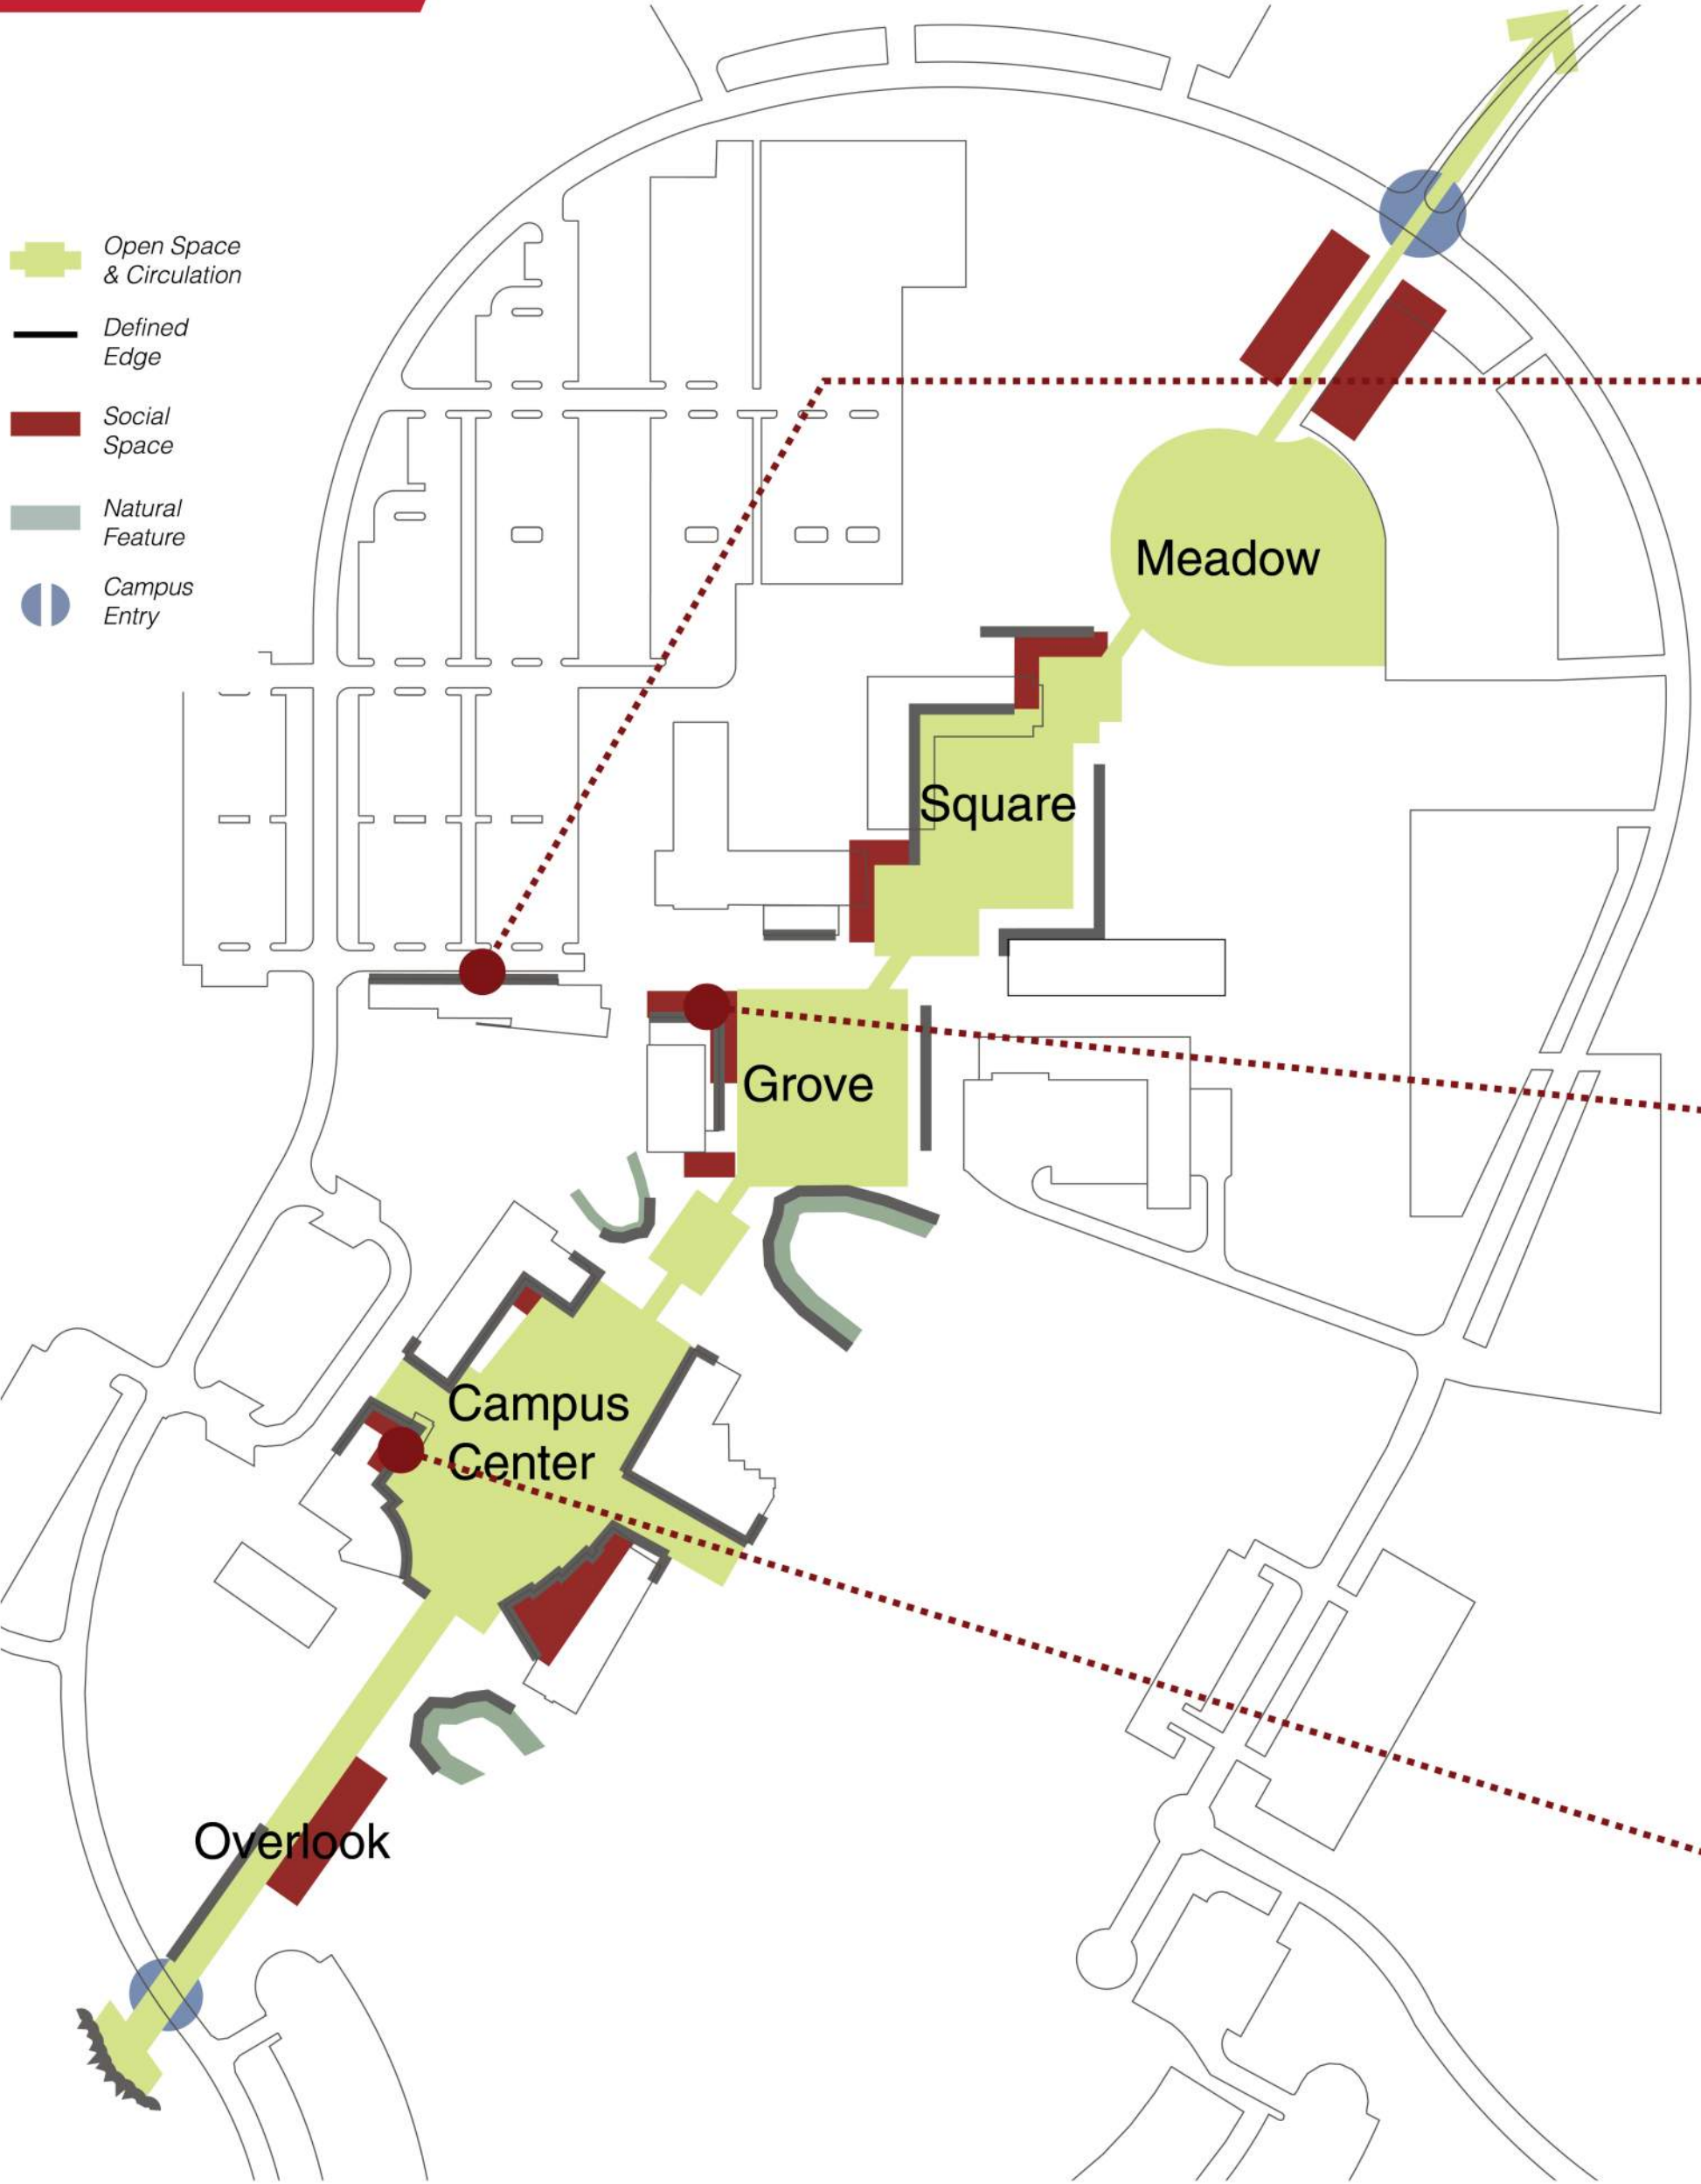 Open Space
& Circulation
Defined
Edge
Social
Space
Natural
Feature
Campus
Entry
Meadow
Square
Grove
Campus
Center
Overlook